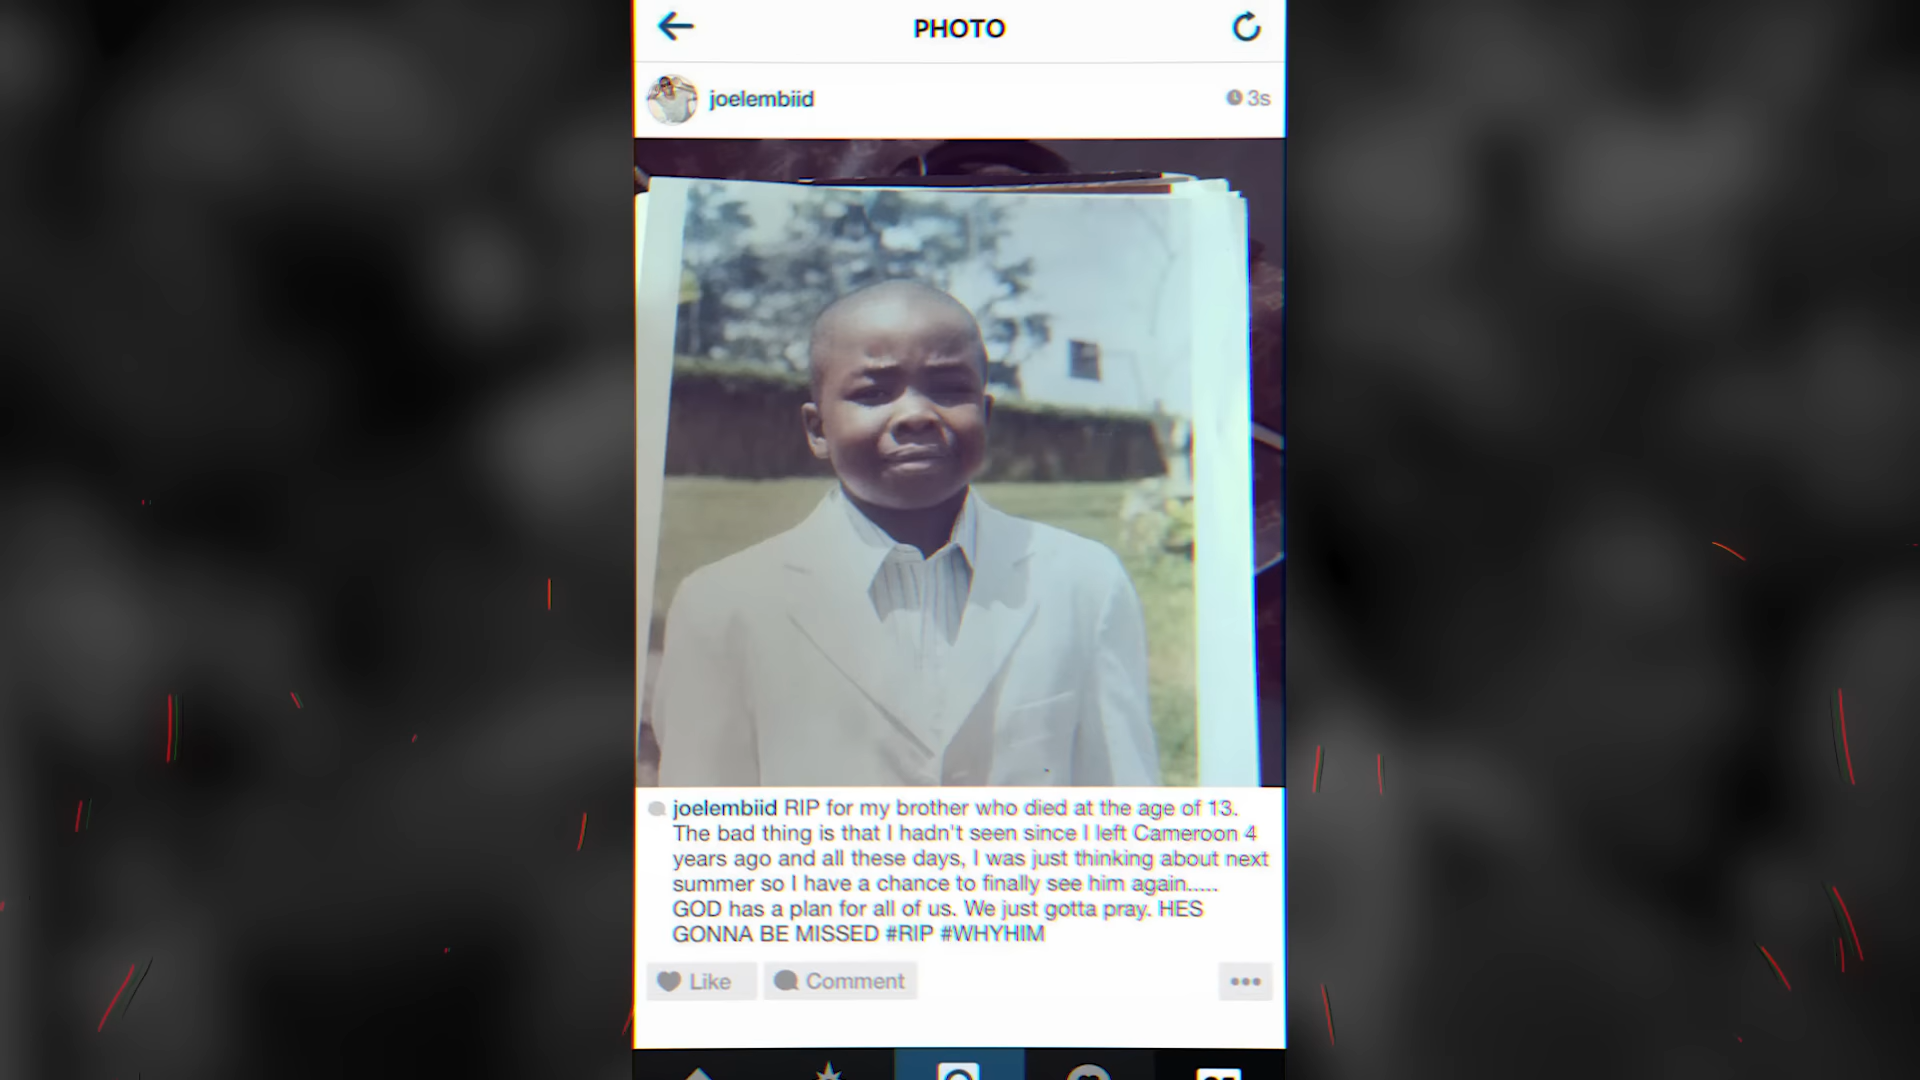 PHOTO
joelembiid
3s
joelembiid RIP for my brother who died at the age of 13.
The bad thing is that I hadn't seen since I left Cameroon 4
years ago and all these days, I was just thinking about next
summer so I have a chance to finally see him again.....
GOD has a plan for all of us. We just gotta pray. HES
GONNA BE MISSED #RIP #WHYHIM
Like
Comment